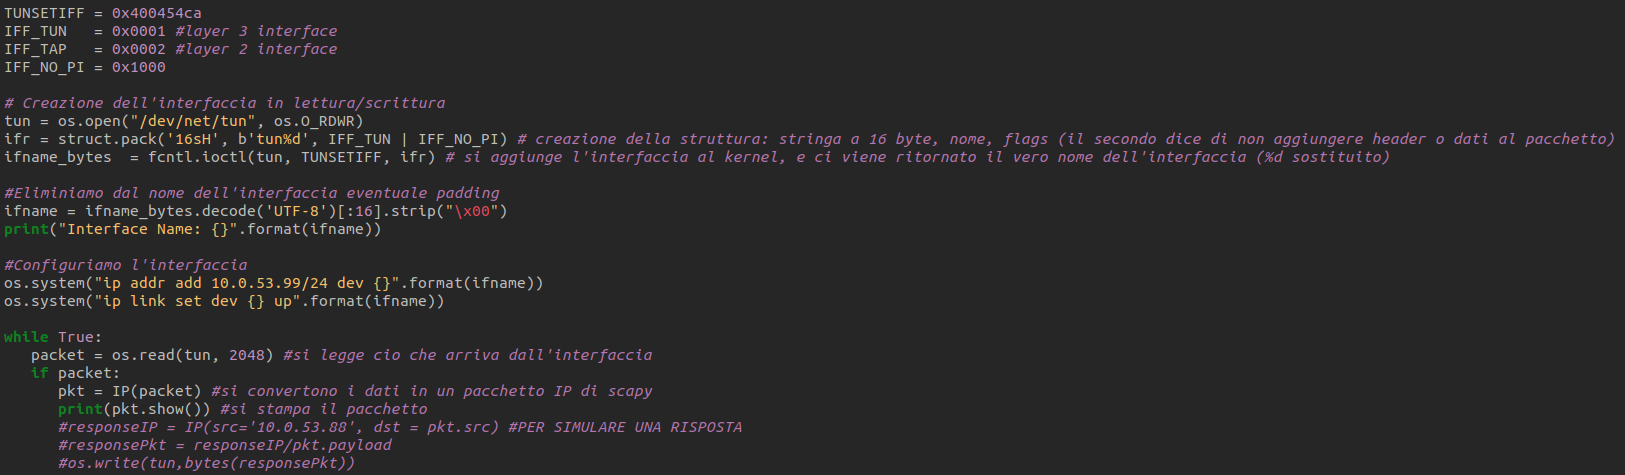 TUNSETIFF = 0x400454ca
IFF_TUN   = 0x0001 #layer 3 interface
IFF_TAP   = 0x0002 #layer 2 interface
IFF_NO_PI = 0x1000

# Creazione dell'interfaccia in lettura/scrittura
tun = os.open("/dev/net/tun", os.O_RDWR)
ifr = struct.pack('16sH', b'tun%d', IFF_TUN | IFF_NO_PI) # creazione della struttura: stringa a 16 byte, nome, flags (il secondo dice di non aggiungere header o dati al pacchetto)
ifname_bytes  = fcntl.ioctl(tun, TUNSETIFF, ifr) # si aggiunge l'interfaccia al kernel, e ci viene ritornato il vero nome dell'interfaccia (%d sostituito)

#Eliminiamo dal nome dell'interfaccia eventuale padding
ifname = ifname_bytes.decode('UTF-8')[:16].strip("\x00")
print("Interface Name: {}".format(ifname))

#Configuriamo l'interfaccia
os.system("ip addr add 10.0.53.99/24 dev {}".format(ifname))
os.system("ip link set dev {} up".format(ifname))

while True:
   packet = os.read(tun, 2048) #si legge cio che arriva dall'interfaccia
   if packet:
      pkt = IP(packet) #si convertono i dati in un pacchetto IP di scapy
      print(pkt.show()) #si stampa il pacchetto
      #responseIP = IP(src='10.0.53.88', dst = pkt.src) #PER SIMULARE UNA RISPOSTA
      #responsePkt = responseIP/pkt.payload
      #os.write(tun,bytes(responsePkt))